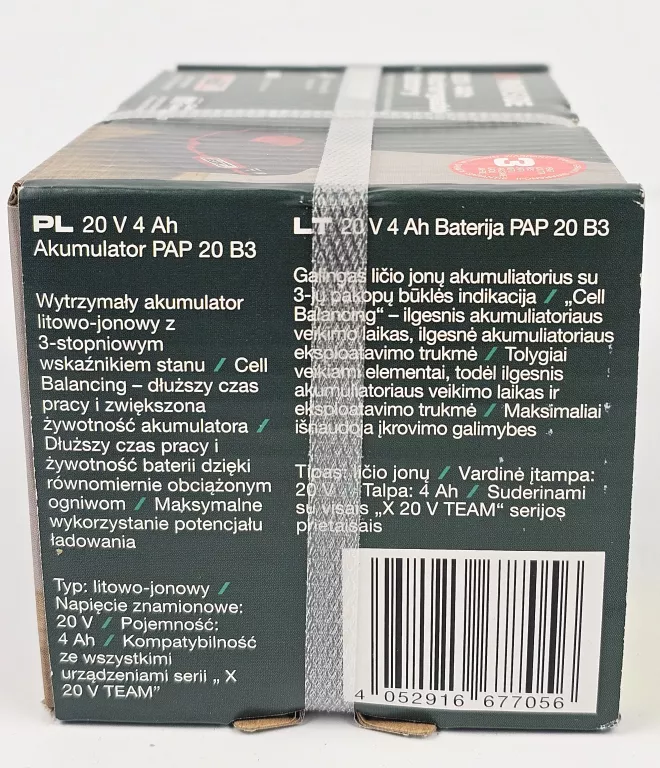 PL 20 V 4 Ah
Akumulator PAP 20 B3
Wytrzymały akumulator
litowo-jonowy z
3-stopniowym
wskaźnikiem stanu / Cell
Balancing – dłuższy czas
pracy i zwiększona
żywotność akumulatora /
Dłuższy czas pracy i
żywotność baterii dzięki
równomiernie obciążonym
ogniwom / Maksymalne
wykorzystanie potencjału
ładowania
Typ: litowo-jonowy /
Napięcie znamionowe:
20 V / Pojemność:
4 Ah / Kompatybilność
ze wszystkimi
urządzeniami serii „ X
20 V TEAM”
LT 20 V 4 Ah Baterija PAP 20 B3
Galingas ličio jonų akumuliatorius su
3-jų pakopų būklės indikacija / „Cell
Balancing“ – ilgesnis akumuliatoriaus
veikimo laikas, ilgesnė akumuliatoriaus
eksploatavimo trukmė / Tolygiai
veikiami elementai, todėl ilgesnis
akumuliatoriaus veikimo laikas ir
eksploatavimo trukmė / Maksimaliai
išnaudoja įkrovimo galimybes
Tipas: ličio jonų / Vardinė įtampa:
20 V / Talpa: 4 Ah / Suderinami
su visais „X 20 V TEAM“ serijos
prietaisais
4 052916 677056